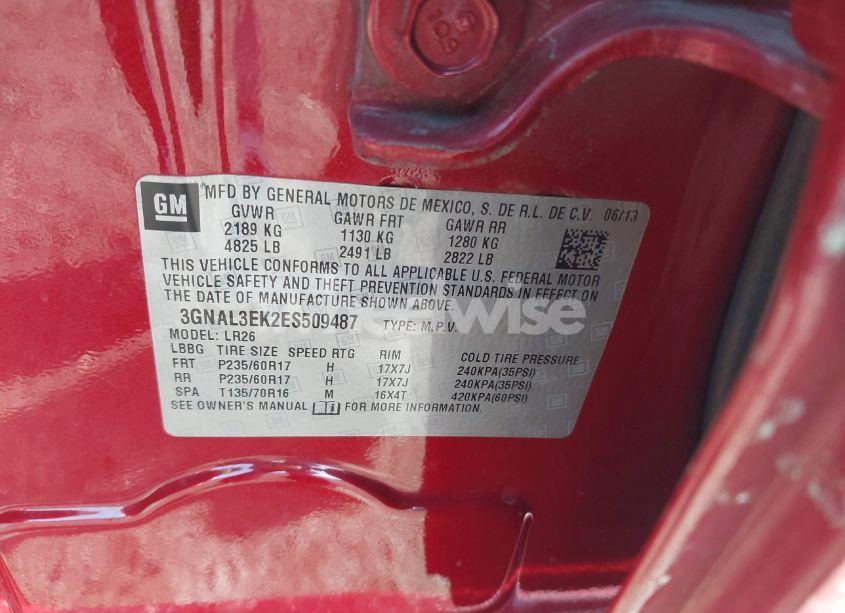 GM
MFD BY GENERAL MOTORS DE MEXICO, S. DE R.L. DE C.V. 06/13
GVWR GAWR FRT GAWR RR
2189 KG 1130 KG 1280 KG
4825 LB 2491 LB 2822 LB
THIS VEHICLE CONFORMS TO ALL APPLICABLE U.S. FEDERAL MOTOR
VEHICLE SAFETY AND THEFT PREVENTION STANDARDS IN EFFECT ON
THE DATE OF MANUFACTURE SHOWN ABOVE.
3GNAL3EK2ES509487 TYPE: M.P.V.
MODEL: LR26
LBBG TIRE SIZE SPEED RTG RIM COLD TIRE PRESSURE
FRT P235/60R17 H 17X7J 240KPA(35PSI)
RR P235/60R17 H 17X7J 240KPA(35PSI)
SPA T135/70R16 M 16X4T 420KPA(60PSI)
SEE OWNER'S MANUAL FOR MORE INFORMATION.